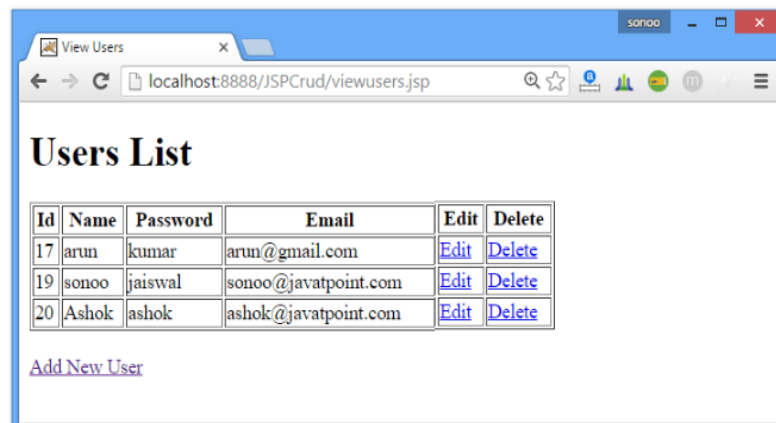 sonoo
View Users
localhost:8888/JSPCrud/viewusers.jsp
Users List
Id Name Password Email Edit Delete
17 arun kumar arun@gmail.com Edit Delete
19 sonoo jaiswal sonoo@javatpoint.com Edit Delete
20 Ashok ashok ashok@javatpoint.com Edit Delete
Add New User